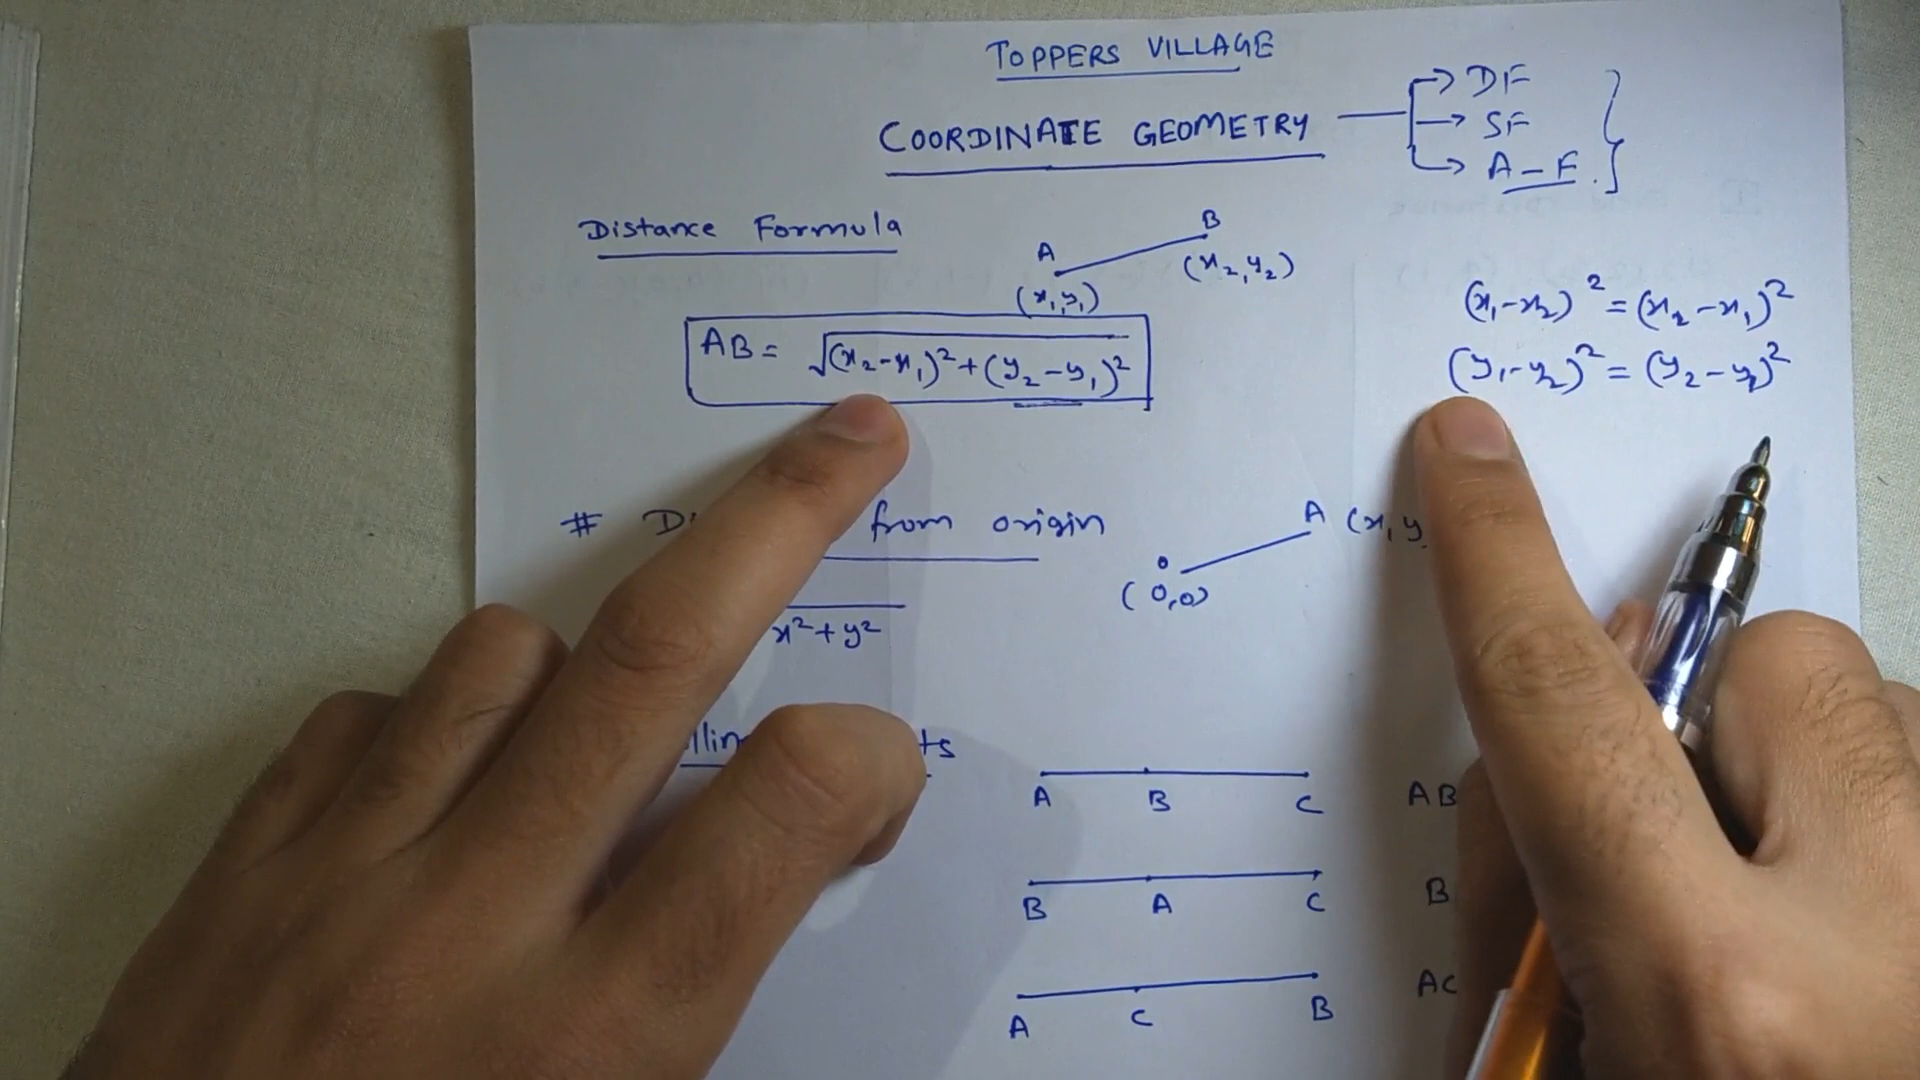 TOPPERS VILLAGE
COORDINATE GEOMETRY
→ DF
→ SF
→ A-F.
Distance Formula
A
B
(x₁,y₁)
(x₂,y₂)
AB = √(x₂-x₁)²+(y₂-y₁)²
(x₁-x₂)² = (x₂-x₁)²
(y₁-y₂)² = (y₂-y₁)²
# from origin
A (x,y
0
(0,0)
x²+y²
A B C AB
B A C B
A C B AC